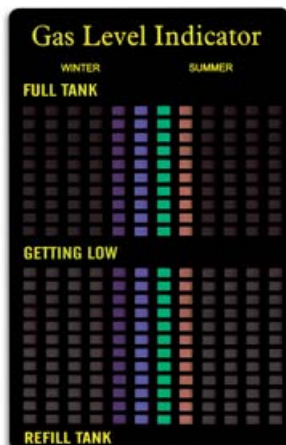 Gas Level Indicator
WINTER SUMMER
FULL TANK
GETTING LOW
REFILL TANK